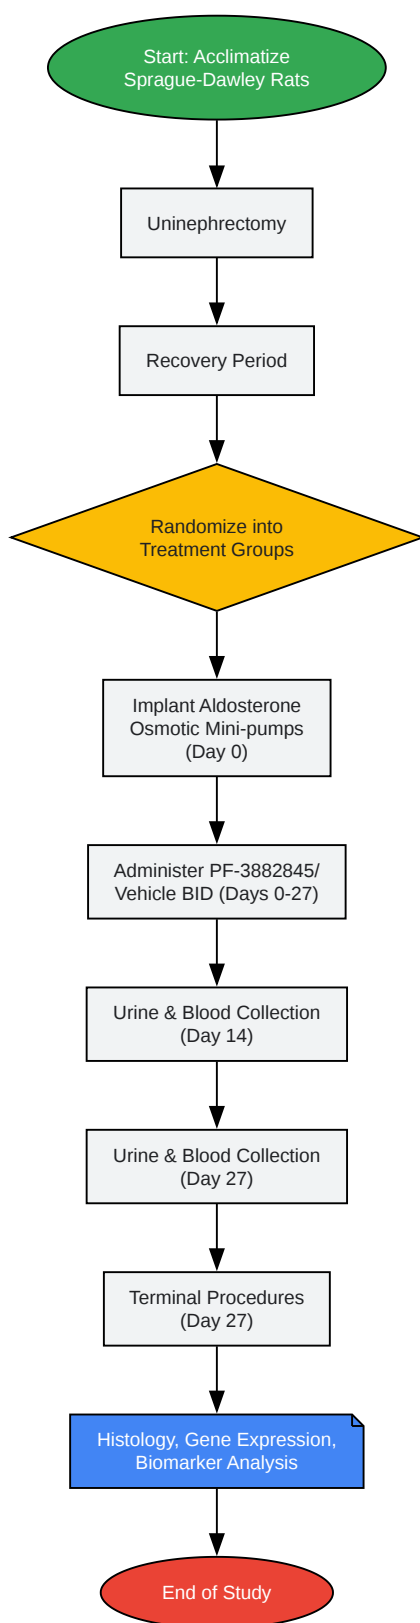 Start: Acclimatize
Sprague-Dawley Rats
Uninephrectomy
Recovery Period
Randomize into
Treatment Groups
Implant Aldosterone
Osmotic Mini-pumps
(Day 0)
Administer PF-3882845/
Vehicle BID (Days 0-27)
Urine & Blood Collection
(Day 14)
Urine & Blood Collection
(Day 27)
Terminal Procedures
(Day 27)
Histology, Gene Expression,
Biomarker Analysis
End of Study